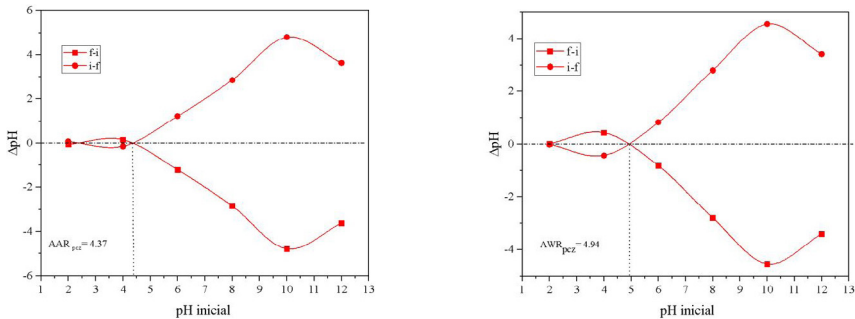 6
4
2
0
-2
-4
-6
ΔpH
f-i
i-f
AAR pcz = 4.37
1 2 3 4 5 6 7 8 9 10 11 12 13
pH inicial
4
2
0
-2
-4
ΔpH
f-i
i-f
AWRpcz= 4.94
1 2 3 4 5 6 7 8 9 10 11 12 13
pH inicial